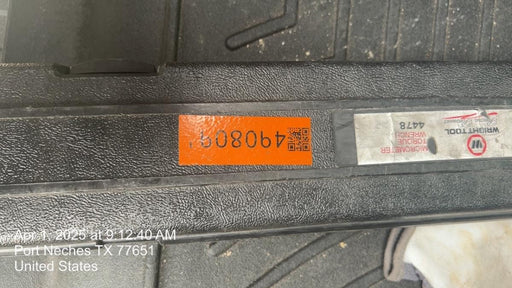 4908091
WRIGHT TOOL
4478
MICROMETER
TORQUE
WRENCH
Apr 1, 2025 at 9:12:40 AM
Port Neches TX 77651
United States